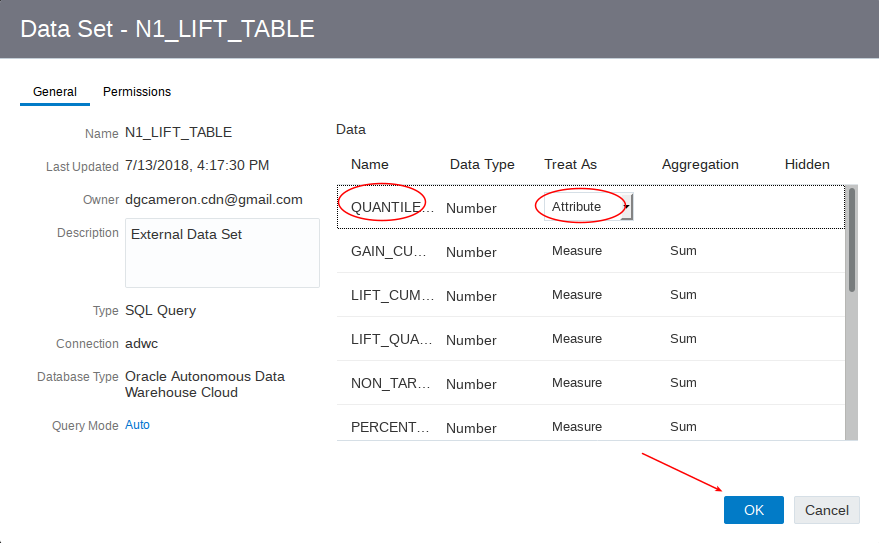 Data Set - N1_LIFT_TABLE
General Permissions
Name N1_LIFT_TABLE
Last Updated 7/13/2018, 4:17:30 PM
Owner dgcameron.cdn@gmail.com
Description External Data Set
Type SQL Query
Connection adwc
Database Type Oracle Autonomous Data
Warehouse Cloud
Query Mode Auto
Data
Name Data Type Treat As Aggregation Hidden
QUANTILE... Number Attribute
GAIN_CU... Number Measure Sum
LIFT_CUM... Number Measure Sum
LIFT_QUA... Number Measure Sum
NON_TAR... Number Measure Sum
PERCENT... Number Measure Sum
OK Cancel